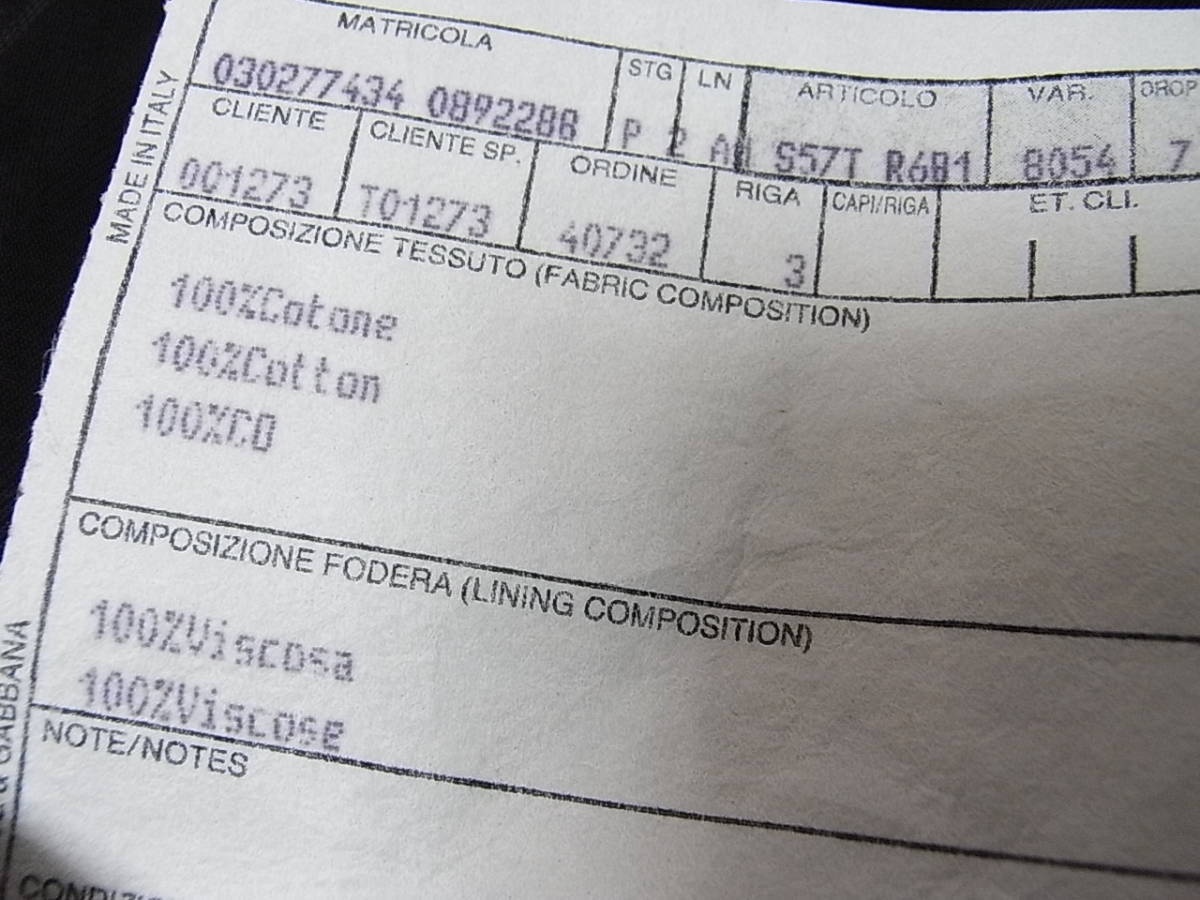 MATRICOLA STG LN ARTICOLO VAR. DROP
030277434 0892288 P 2 S57T R681 8054 7
CLIENTE CLIENTE SP. ORDINE RIGA CAPI/RIGA ET. CLI.
001273 T01273 40732 3
COMPOSIZIONE TESSUTO (FABRIC COMPOSITION)
100%Cotone
100%Cotton
100%CO
COMPOSIZIONE FODERA (LINING COMPOSITION)
100%Viscosa
100%Viscose
NOTE/NOTES
MADE IN ITALY
GABBANA